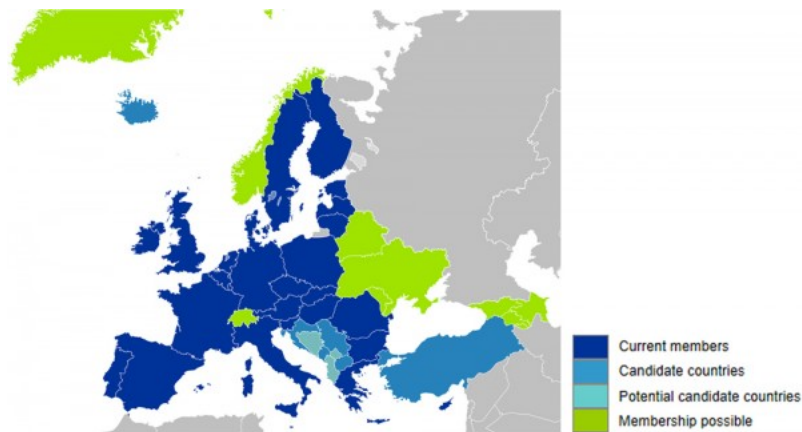 Current members
Candidate countries
Potential candidate countries
Membership possible